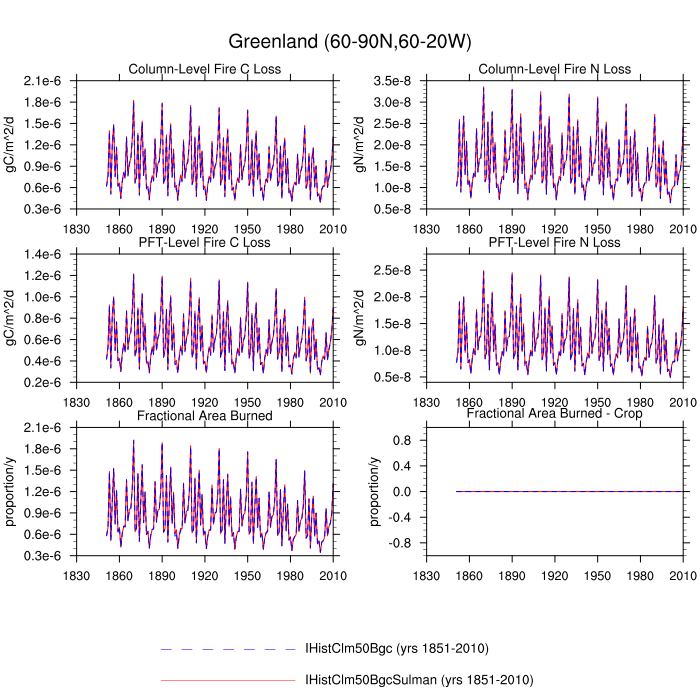 Greenland (60-90N,60-20W)
Column-Level Fire C Loss
gC/m^2/d
2.1e-6
1.8e-6
1.5e-6
1.2e-6
0.9e-6
0.6e-6
0.3e-6
1830 1860 1890 1920 1950 1980 2010
Column-Level Fire N Loss
gN/m^2/d
3.5e-8
3.0e-8
2.5e-8
2.0e-8
1.5e-8
1.0e-8
0.5e-8
1830 1860 1890 1920 1950 1980 2010
PFT-Level Fire C Loss
gC/m^2/d
1.4e-6
1.2e-6
1.0e-6
0.8e-6
0.6e-6
0.4e-6
0.2e-6
1830 1860 1890 1920 1950 1980 2010
PFT-Level Fire N Loss
gN/m^2/d
2.5e-8
2.0e-8
1.5e-8
1.0e-8
0.5e-8
1830 1860 1890 1920 1950 1980 2010
Fractional Area Burned
proportion/y
2.1e-6
1.8e-6
1.5e-6
1.2e-6
0.9e-6
0.6e-6
0.3e-6
1830 1860 1890 1920 1950 1980 2010
Fractional Area Burned - Crop
proportion/y
0.8
0.4
0.0
-0.4
-0.8
1830 1860 1890 1920 1950 1980 2010
IHistClm50Bgc (yrs 1851-2010)
IHistClm50BgcSulman (yrs 1851-2010)